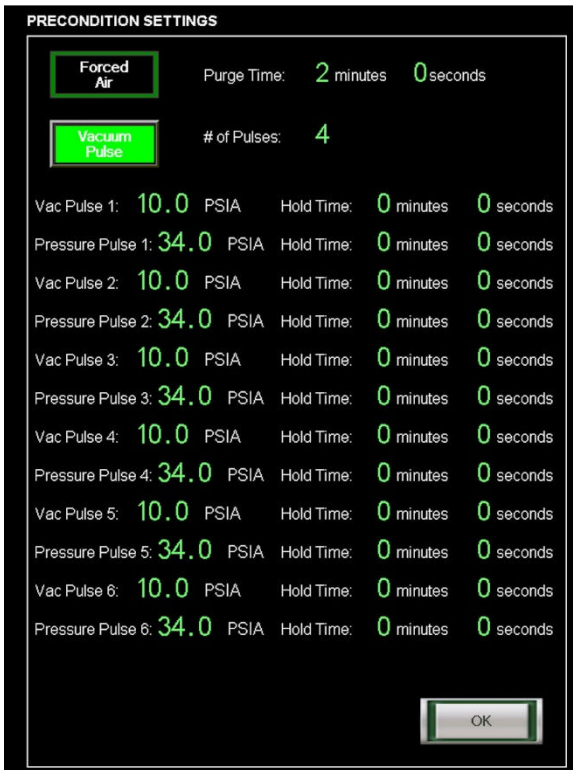 PRECONDITION SETTINGS
Forced
Air
Purge Time: 2 minutes 0 seconds
Vacuum
Pulse
# of Pulses: 4
Vac Pulse 1: 10.0 PSIA Hold Time: 0 minutes 0 seconds
Pressure Pulse 1: 34.0 PSIA Hold Time: 0 minutes 0 seconds
Vac Pulse 2: 10.0 PSIA Hold Time: 0 minutes 0 seconds
Pressure Pulse 2: 34.0 PSIA Hold Time: 0 minutes 0 seconds
Vac Pulse 3: 10.0 PSIA Hold Time: 0 minutes 0 seconds
Pressure Pulse 3: 34.0 PSIA Hold Time: 0 minutes 0 seconds
Vac Pulse 4: 10.0 PSIA Hold Time: 0 minutes 0 seconds
Pressure Pulse 4: 34.0 PSIA Hold Time: 0 minutes 0 seconds
Vac Pulse 5: 10.0 PSIA Hold Time: 0 minutes 0 seconds
Pressure Pulse 5: 34.0 PSIA Hold Time: 0 minutes 0 seconds
Vac Pulse 6: 10.0 PSIA Hold Time: 0 minutes 0 seconds
Pressure Pulse 6: 34.0 PSIA Hold Time: 0 minutes 0 seconds
OK